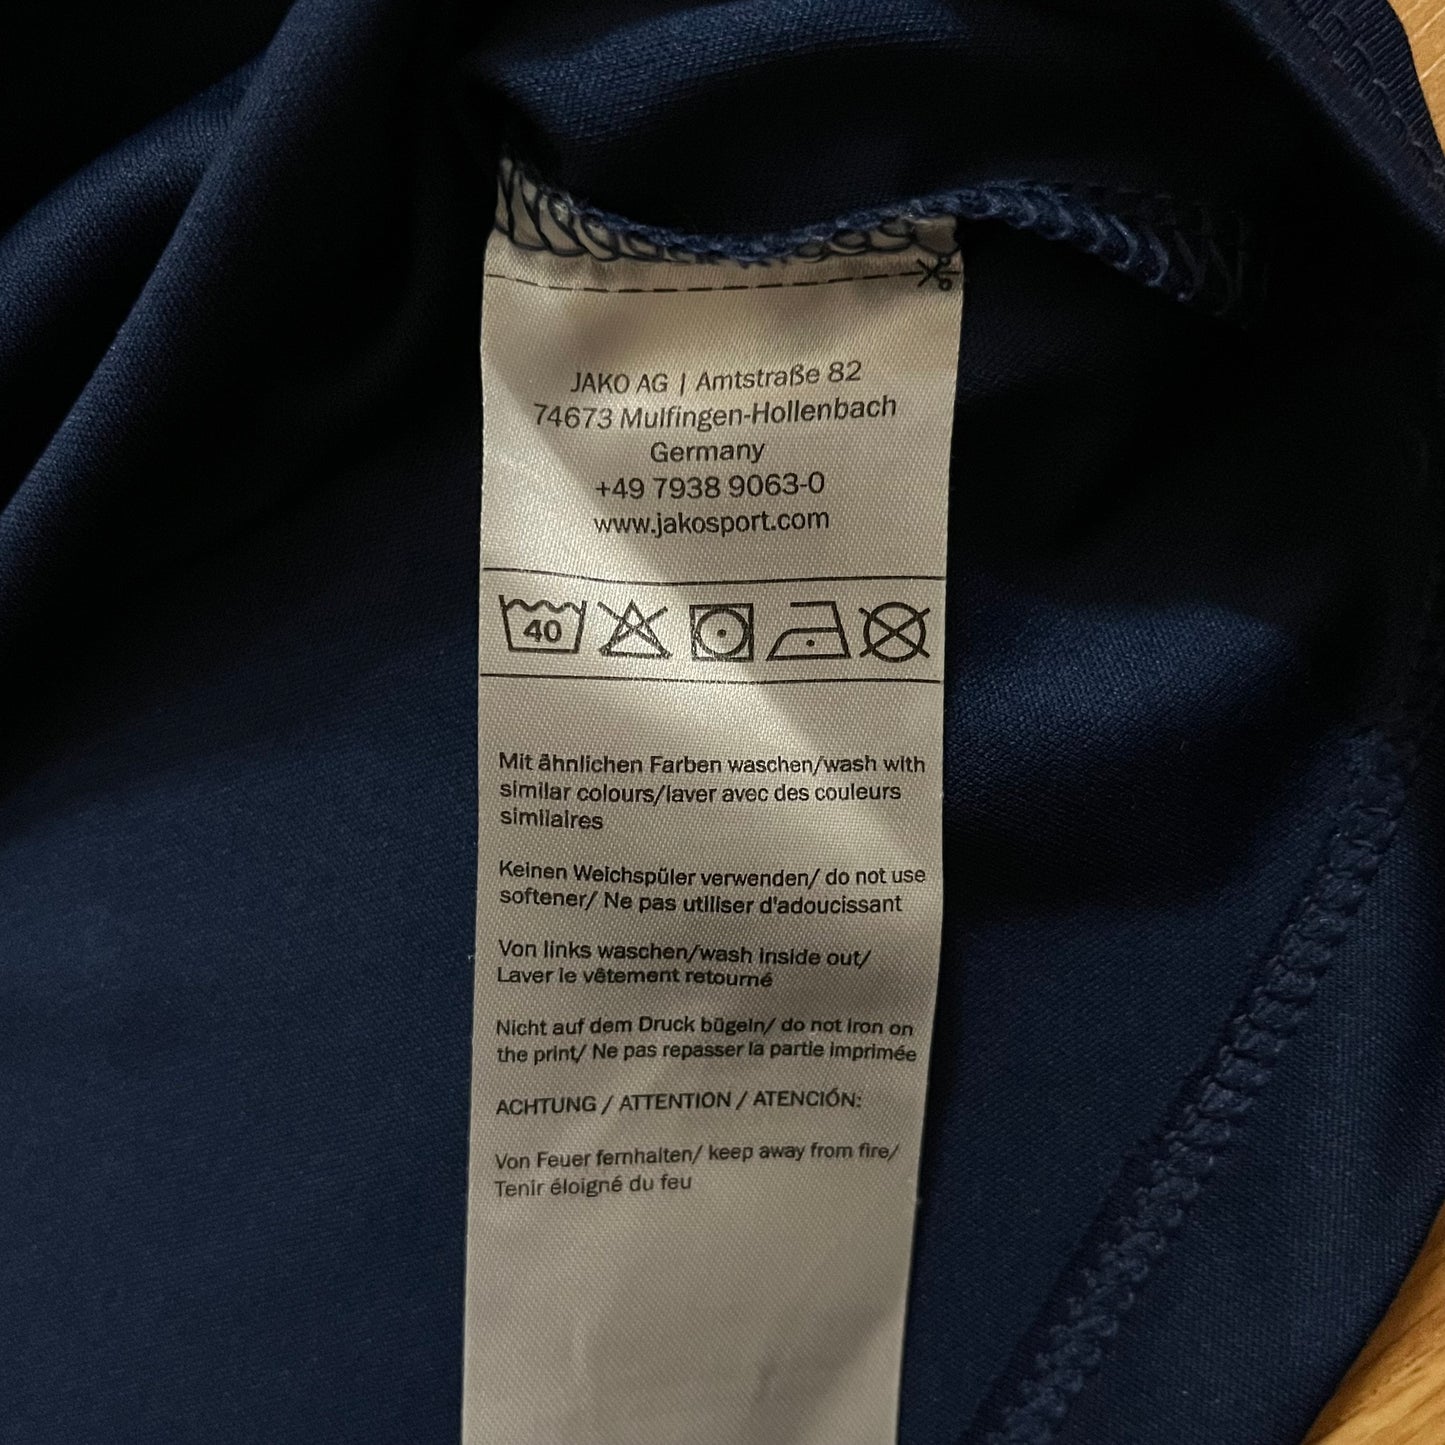 JAKO AG | Amtstraße 82
74673 Mulfingen-Hollenbach
Germany
+49 7938 9063-0
www.jakosport.com
40
Mit ähnlichen Farben waschen/wash with
similar colours/laver avec des couleurs
similaires
Keinen Weichspüler verwenden/ do not use
softener/ Ne pas utiliser d'adoucissant
Von links waschen/wash inside out/
Laver le vêtement retourné
Nicht auf dem Druck bügeln/ do not iron on
the print/ Ne pas repasser la partie imprimée
ACHTUNG / ATTENTION / ATENCIÓN:
Von Feuer fernhalten/ keep away from fire/
Tenir éloigné du feu